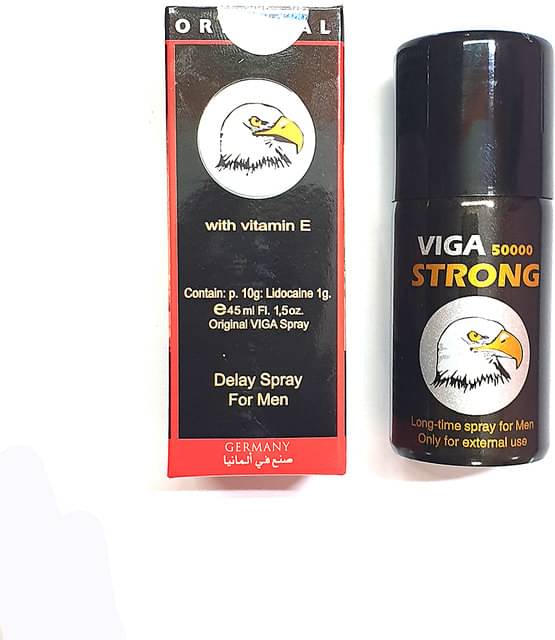 with vitamin E
Contain: p. 10g: Lidocaine 1g.
e45 ml Fl. 1,5oz.
Original VIGA Spray
Delay Spray
For Men
GERMANY
صنع في ألمانيا
VIGA 50000
STRONG
Long-time spray for Men
Only for external use